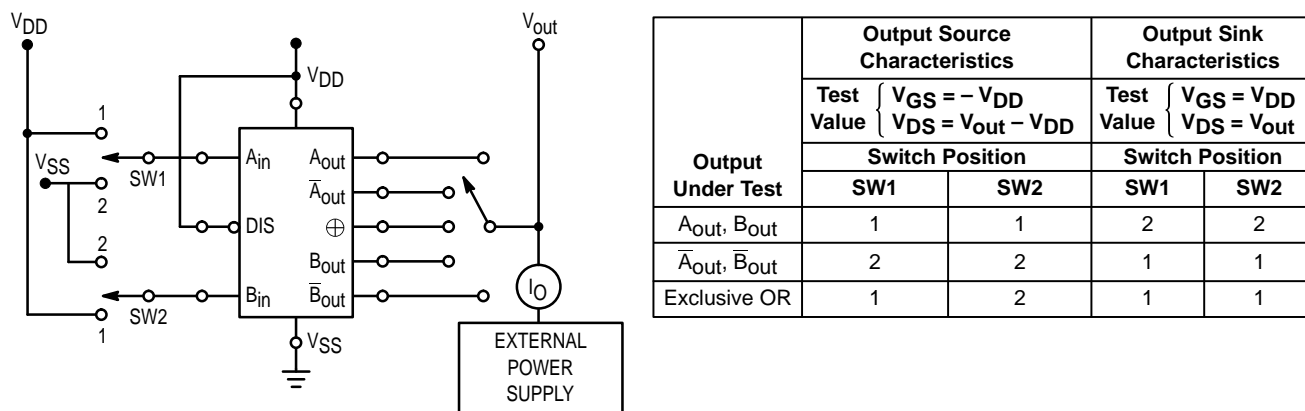 VDD
Vout
VDD
1
VSS
SW1
2
2
SW2
1
Ain
DIS
Bin
Aout
A̅out
⊕
Bout
B̅out
VSS
IO
EXTERNAL
POWER
SUPPLY
Output
Under Test
Output Source
Characteristics
Output Sink
Characteristics
Test
Value
VGS = – VDD
VDS = Vout – VDD
Test
Value
VGS = VDD
VDS = Vout
Switch Position
Switch Position
SW1 SW2 SW1 SW2
Aout, Bout 1 1 2 2
A̅out, B̅out 2 2 1 1
Exclusive OR 1 2 1 1